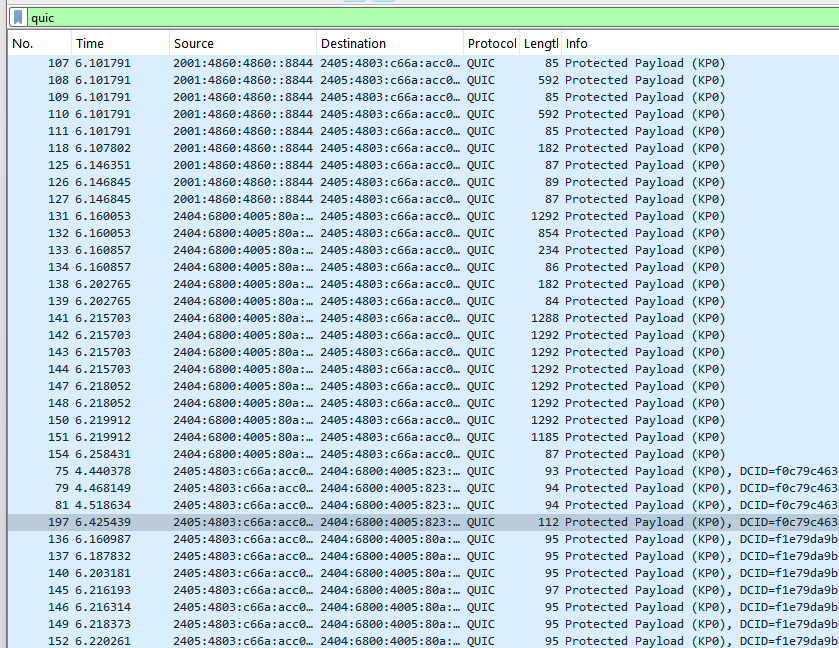 quic
No. Time Source Destination Protocol Lengtl Info
107 6.101791 2001:4860:4860::8844 2405:4803:c66a:acc0… QUIC 85 Protected Payload (KP0)
108 6.101791 2001:4860:4860::8844 2405:4803:c66a:acc0… QUIC 592 Protected Payload (KP0)
109 6.101791 2001:4860:4860::8844 2405:4803:c66a:acc0… QUIC 85 Protected Payload (KP0)
110 6.101791 2001:4860:4860::8844 2405:4803:c66a:acc0… QUIC 592 Protected Payload (KP0)
111 6.101791 2001:4860:4860::8844 2405:4803:c66a:acc0… QUIC 85 Protected Payload (KP0)
118 6.107802 2001:4860:4860::8844 2405:4803:c66a:acc0… QUIC 182 Protected Payload (KP0)
125 6.146351 2001:4860:4860::8844 2405:4803:c66a:acc0… QUIC 87 Protected Payload (KP0)
126 6.146845 2001:4860:4860::8844 2405:4803:c66a:acc0… QUIC 89 Protected Payload (KP0)
127 6.146845 2001:4860:4860::8844 2405:4803:c66a:acc0… QUIC 87 Protected Payload (KP0)
131 6.160053 2404:6800:4005:80a:… 2405:4803:c66a:acc0… QUIC 1292 Protected Payload (KP0)
132 6.160053 2404:6800:4005:80a:… 2405:4803:c66a:acc0… QUIC 854 Protected Payload (KP0)
133 6.160857 2404:6800:4005:80a:… 2405:4803:c66a:acc0… QUIC 234 Protected Payload (KP0)
134 6.160857 2404:6800:4005:80a:… 2405:4803:c66a:acc0… QUIC 86 Protected Payload (KP0)
138 6.202765 2404:6800:4005:80a:… 2405:4803:c66a:acc0… QUIC 182 Protected Payload (KP0)
139 6.202765 2404:6800:4005:80a:… 2405:4803:c66a:acc0… QUIC 84 Protected Payload (KP0)
141 6.215703 2404:6800:4005:80a:… 2405:4803:c66a:acc0… QUIC 1288 Protected Payload (KP0)
142 6.215703 2404:6800:4005:80a:… 2405:4803:c66a:acc0… QUIC 1292 Protected Payload (KP0)
143 6.215703 2404:6800:4005:80a:… 2405:4803:c66a:acc0… QUIC 1292 Protected Payload (KP0)
144 6.215703 2404:6800:4005:80a:… 2405:4803:c66a:acc0… QUIC 1292 Protected Payload (KP0)
147 6.218052 2404:6800:4005:80a:… 2405:4803:c66a:acc0… QUIC 1292 Protected Payload (KP0)
148 6.218052 2404:6800:4005:80a:… 2405:4803:c66a:acc0… QUIC 1292 Protected Payload (KP0)
150 6.219912 2404:6800:4005:80a:… 2405:4803:c66a:acc0… QUIC 1292 Protected Payload (KP0)
151 6.219912 2404:6800:4005:80a:… 2405:4803:c66a:acc0… QUIC 1185 Protected Payload (KP0)
154 6.258431 2404:6800:4005:80a:… 2405:4803:c66a:acc0… QUIC 87 Protected Payload (KP0)
75 4.440378 2405:4803:c66a:acc0… 2404:6800:4005:823:… QUIC 93 Protected Payload (KP0), DCID=f0c79c463
79 4.468149 2405:4803:c66a:acc0… 2404:6800:4005:823:… QUIC 94 Protected Payload (KP0), DCID=f0c79c463
81 4.518634 2405:4803:c66a:acc0… 2404:6800:4005:823:… QUIC 94 Protected Payload (KP0), DCID=f0c79c463
197 6.425439 2405:4803:c66a:acc0… 2404:6800:4005:823:… QUIC 112 Protected Payload (KP0), DCID=f0c79c463
136 6.160987 2405:4803:c66a:acc0… 2404:6800:4005:80a:… QUIC 95 Protected Payload (KP0), DCID=f1e79da9b
137 6.187832 2405:4803:c66a:acc0… 2404:6800:4005:80a:… QUIC 95 Protected Payload (KP0), DCID=f1e79da9b
140 6.203181 2405:4803:c66a:acc0… 2404:6800:4005:80a:… QUIC 95 Protected Payload (KP0), DCID=f1e79da9b
145 6.216193 2405:4803:c66a:acc0… 2404:6800:4005:80a:… QUIC 97 Protected Payload (KP0), DCID=f1e79da9b
146 6.216314 2405:4803:c66a:acc0… 2404:6800:4005:80a:… QUIC 95 Protected Payload (KP0), DCID=f1e79da9b
149 6.218373 2405:4803:c66a:acc0… 2404:6800:4005:80a:… QUIC 95 Protected Payload (KP0), DCID=f1e79da9b
152 6.220261 2405:4803:c66a:acc0… 2404:6800:4005:80a:… QUIC 95 Protected Payload (KP0), DCID=f1e79da9b